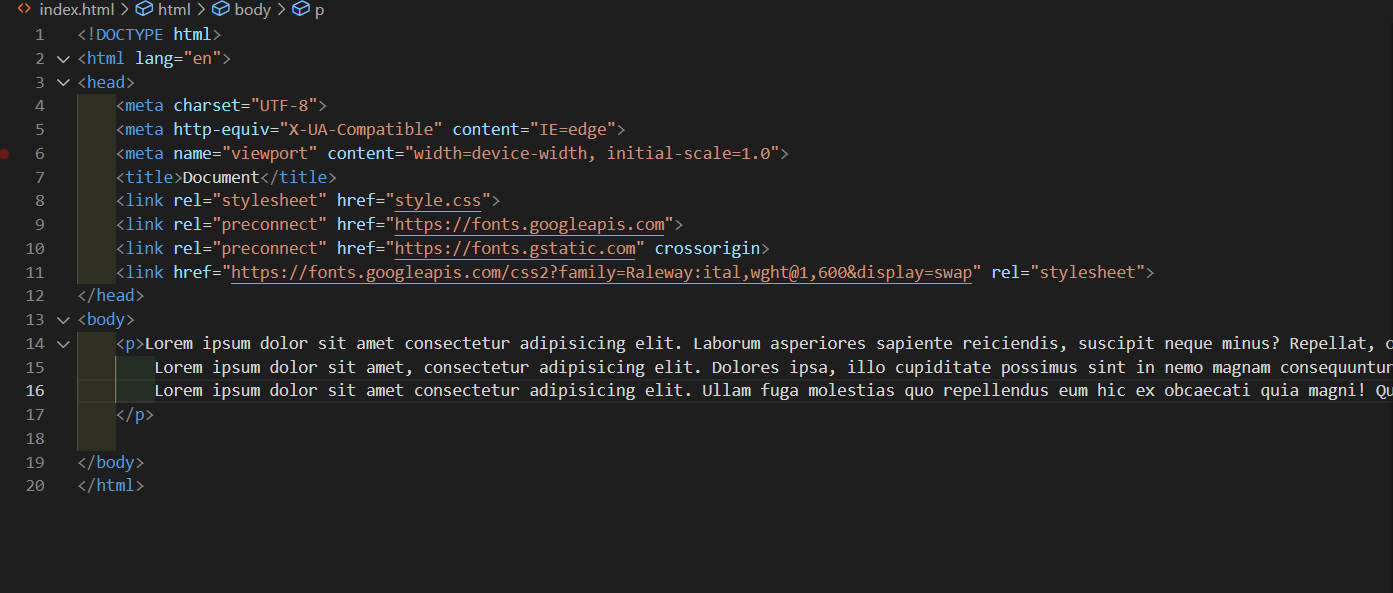 index.html > html > body > p
1 <!DOCTYPE html>
2 <html lang="en">
3 <head>
4 <meta charset="UTF-8">
5 <meta http-equiv="X-UA-Compatible" content="IE=edge">
6 <meta name="viewport" content="width=device-width, initial-scale=1.0">
7 <title>Document</title>
8 <link rel="stylesheet" href="style.css">
9 <link rel="preconnect" href="https://fonts.googleapis.com">
10 <link rel="preconnect" href="https://fonts.gstatic.com" crossorigin>
11 <link href="https://fonts.googleapis.com/css2?family=Raleway:ital,wght@1,600&display=swap" rel="stylesheet">
12 </head>
13 <body>
14 <p>Lorem ipsum dolor sit amet consectetur adipisicing elit. Laborum asperiores sapiente reiciendis, suscipit neque minus? Repellat,
15 Lorem ipsum dolor sit amet, consectetur adipisicing elit. Dolores ipsa, illo cupiditate possimus sint in nemo magnam consequuntur
16 Lorem ipsum dolor sit amet consectetur adipisicing elit. Ullam fuga molestias quo repellendus eum hic ex obcaecati quia magni! Qu
17 </p>
18
19 </body>
20 </html>